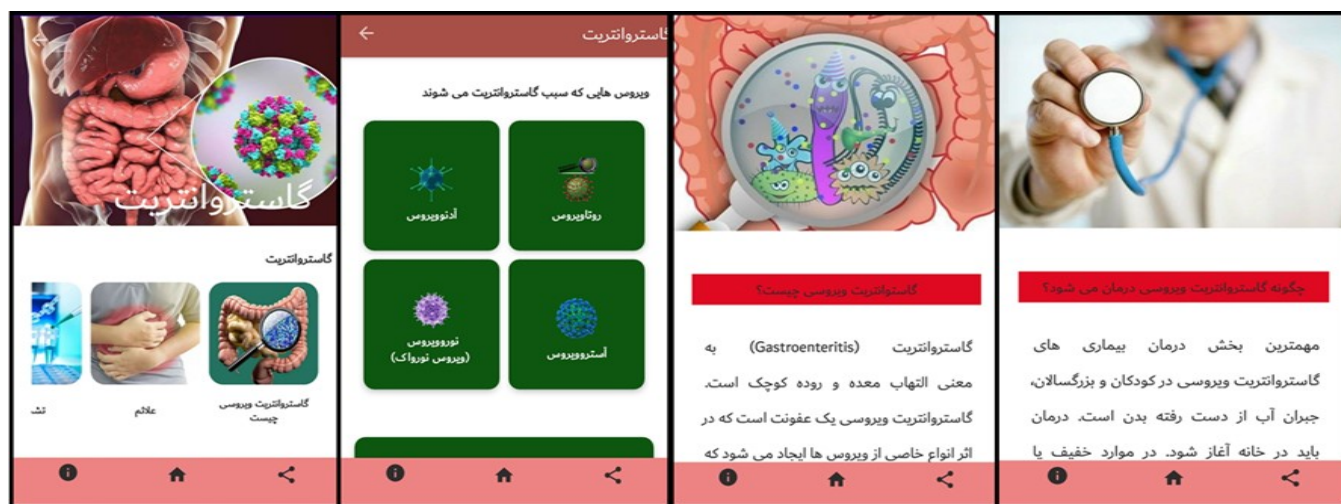 گاستروانتریت
گاستروانتریت
گاستروانتریت ویروسی
چیست
علائم
گاستروانتریت
ویروس هایی که سبب گاستروانتریت می شوند
روتاویروس
آدنوویروس
آستروویروس
نوروویروس
(ویروس نورواک)
گاستوانتریت ویروسی چیست؟
گاستروانتریت (Gastroenteritis) به
معنی التهاب معده و روده کوچک است.
گاستروانتریت ویروسی یک عفونت است که در
اثر انواع خاصی از ویروس ها ایجاد می شود که
چگونه گاستروانتریت ویروسی درمان می شود؟
مهمترین بخش درمان بیماری های
گاستروانتریت ویروسی در کودکان و بزرگسالان،
جبران آب از دست رفته بدن است. درمان
باید در خانه آغاز شود. در موارد خفیف یا